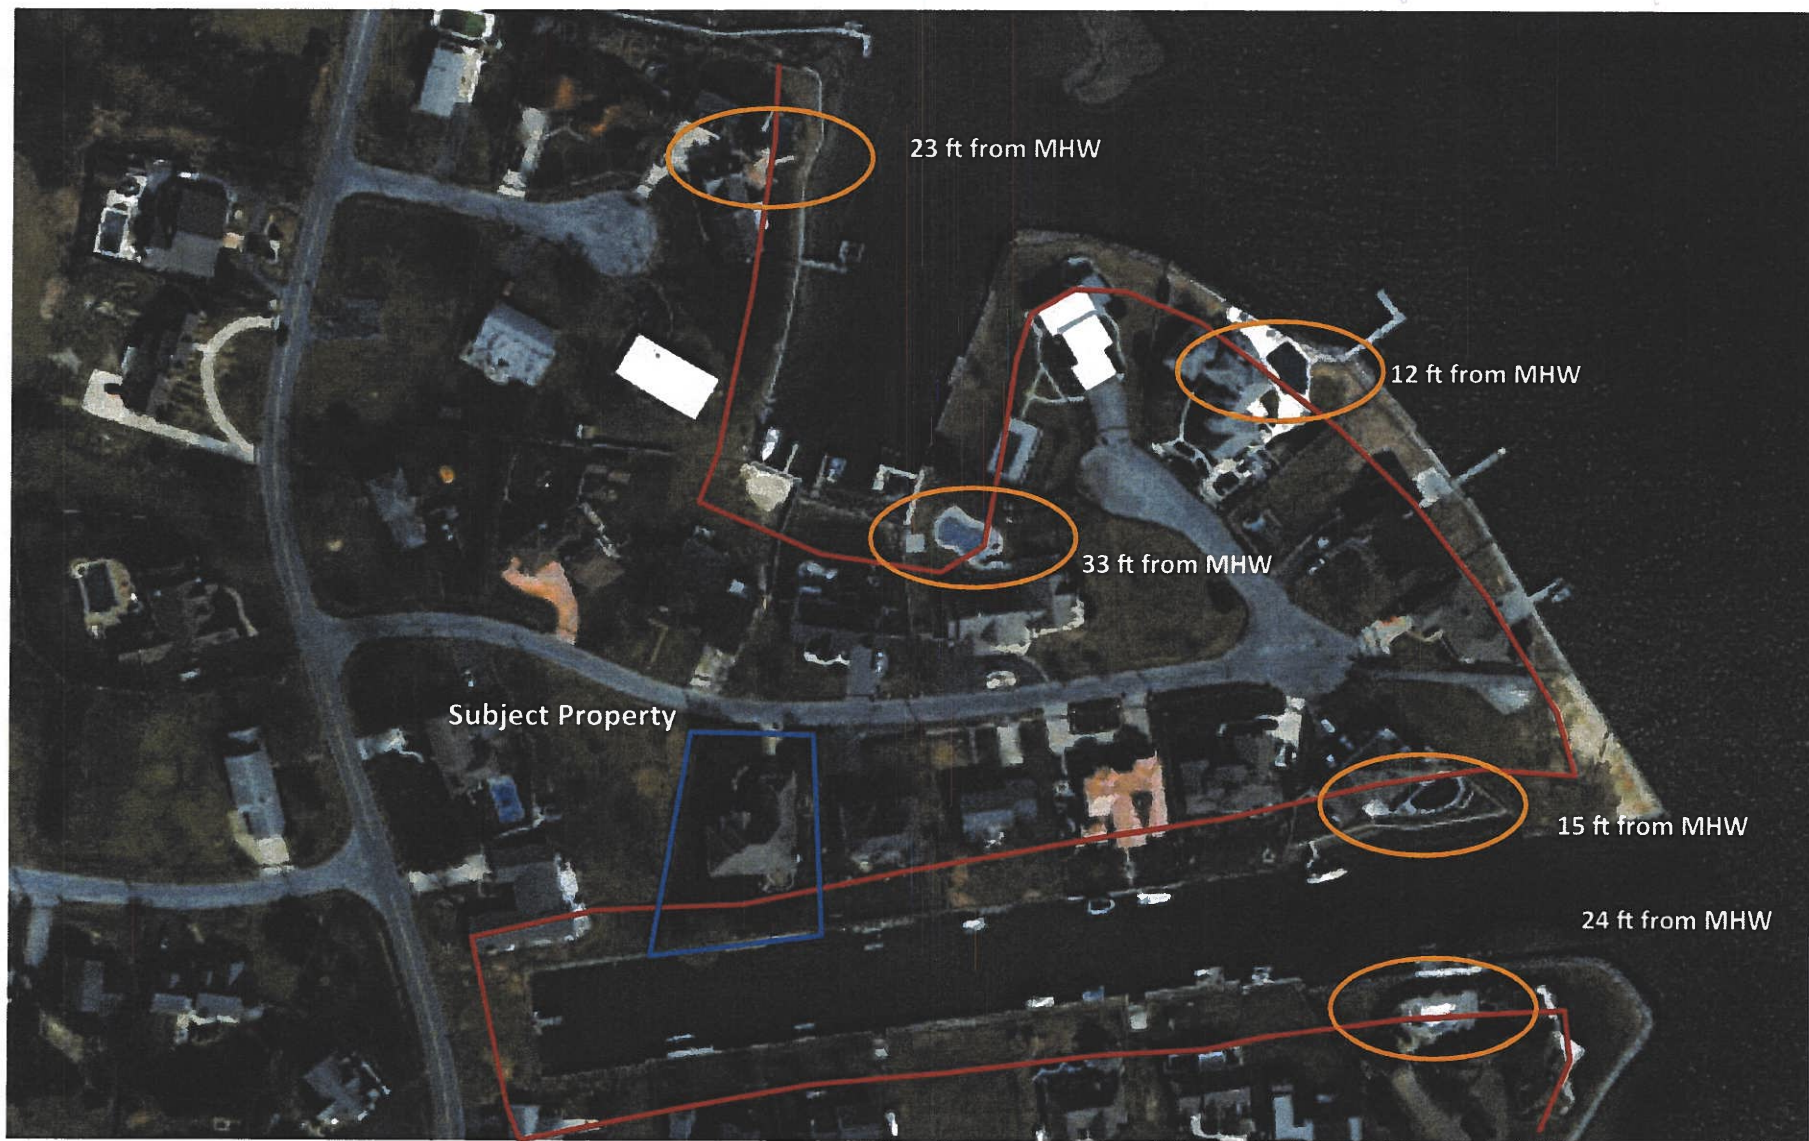 23 ft from MHW
12 ft from MHW
33 ft from MHW
Subject Property
15 ft from MHW
24 ft from MHW